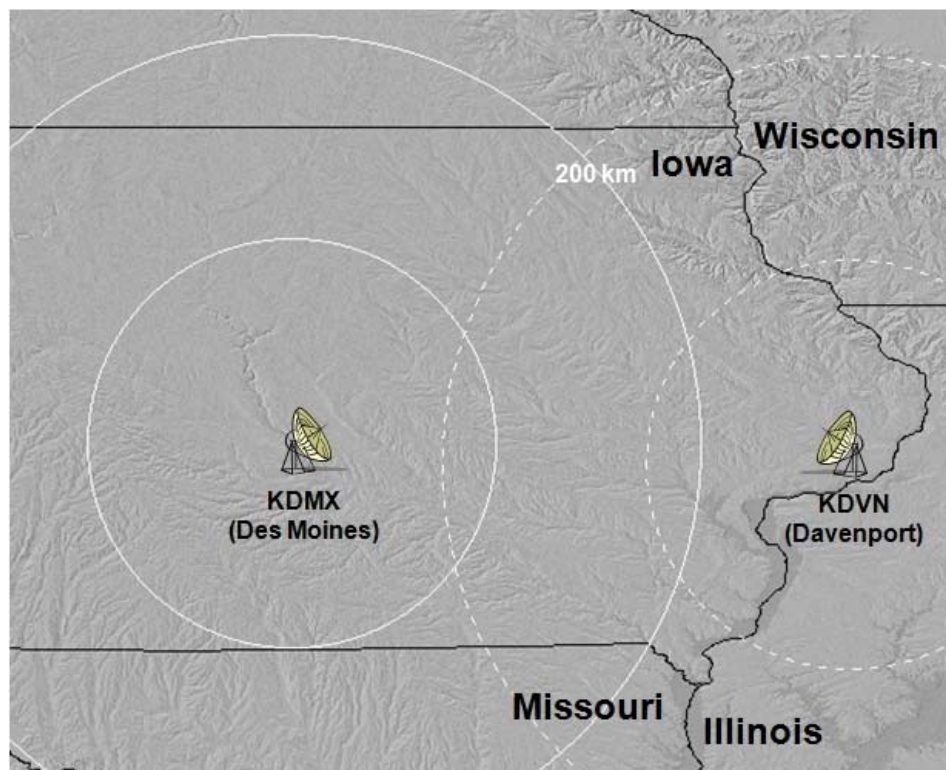 Wisconsin
Iowa
200 km
KDMX
(Des Moines)
KDVN
(Davenport)
Missouri
Illinois